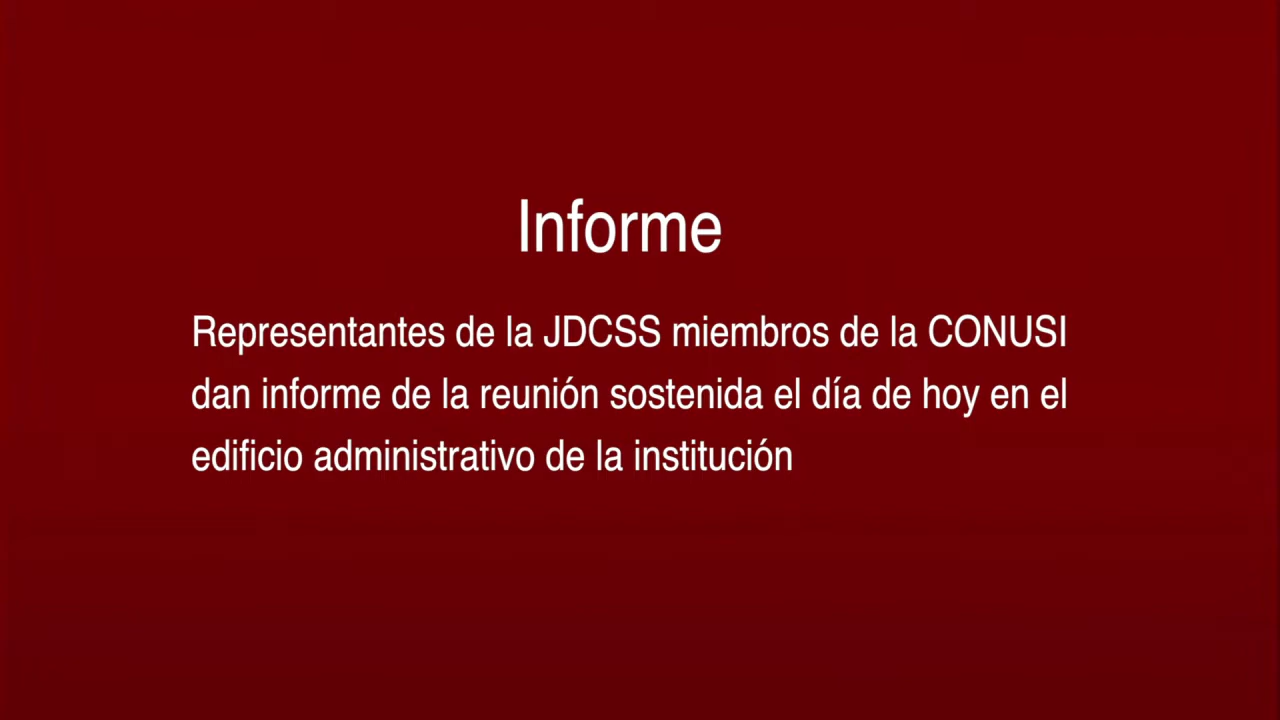 Informe
Representantes de la JDCSS miembros de la CONUSI
dan informe de la reunión sostenida el día de hoy en el
edificio administrativo de la institución